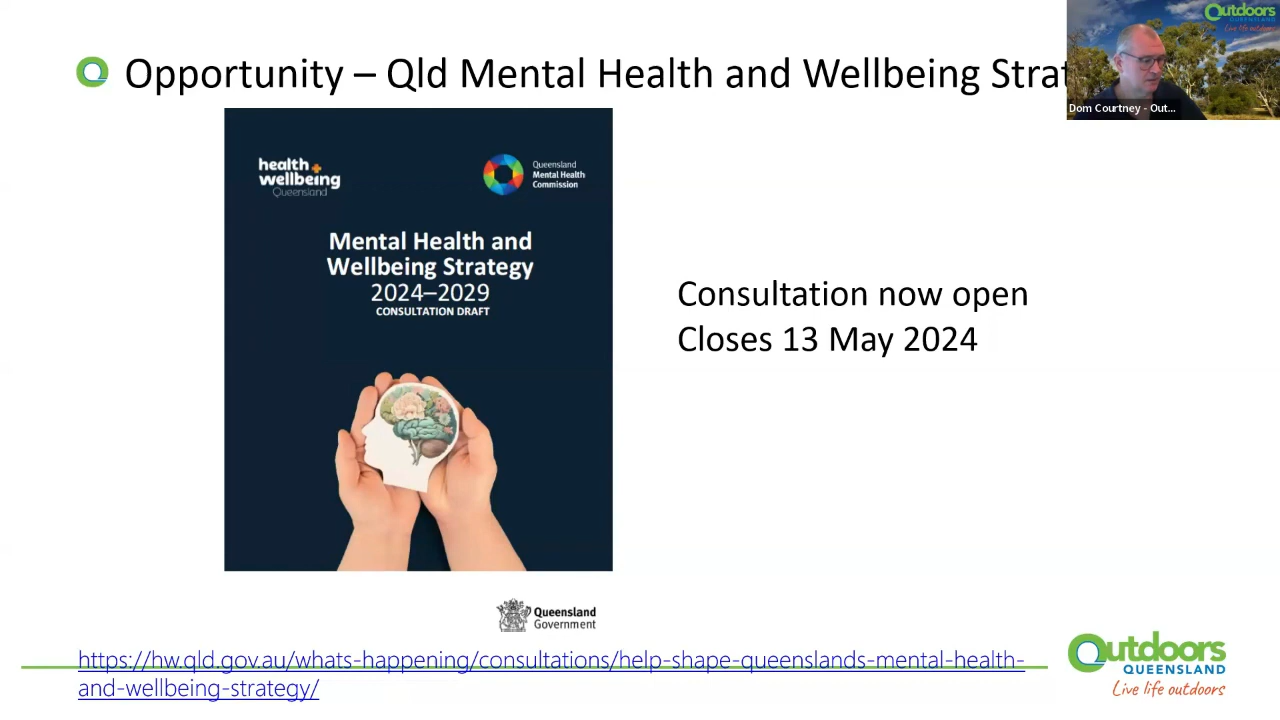 Opportunity – Qld Mental Health and Wellbeing Strat
Outdoors
QUEENSLAND
Live life outdoors
Dom Courtney - Out...
health+
wellbeing
Queensland
Queensland
Mental Health
Commission
Mental Health and
Wellbeing Strategy
2024–2029
CONSULTATION DRAFT
Consultation now open
Closes 13 May 2024
Queensland
Government
https://hw.qld.gov.au/whats-happening/consultations/help-shape-queenslands-mental-health-
and-wellbeing-strategy/
Outdoors
QUEENSLAND
Live life outdoors